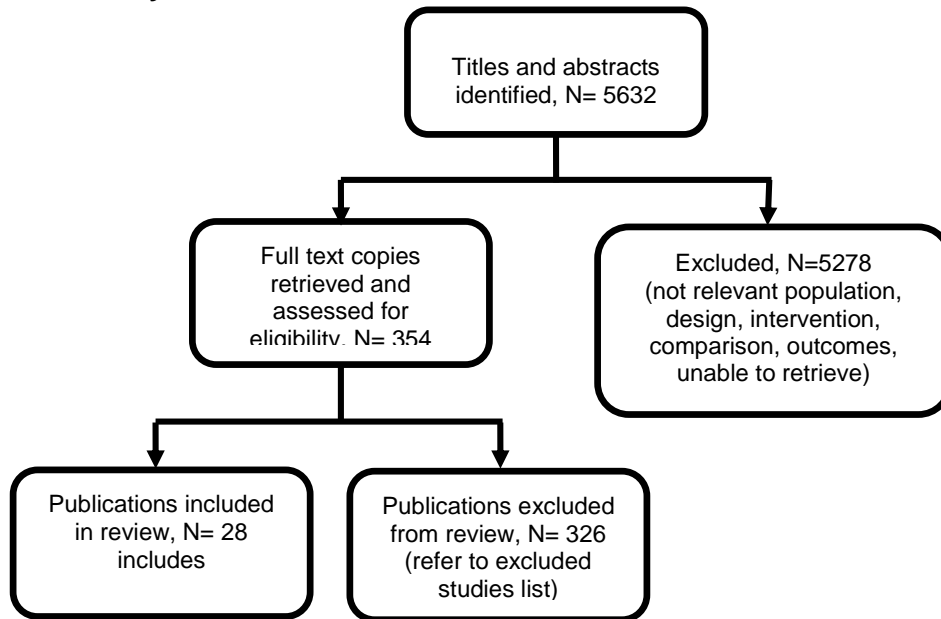 Titles and abstracts
identified, N= 5632
Full text copies
retrieved and
assessed for
eligibility, N= 354
Excluded, N=5278
(not relevant population,
design, intervention,
comparison, outcomes,
unable to retrieve)
Publications included
in review, N= 28
includes
Publications excluded
from review, N= 326
(refer to excluded
studies list)